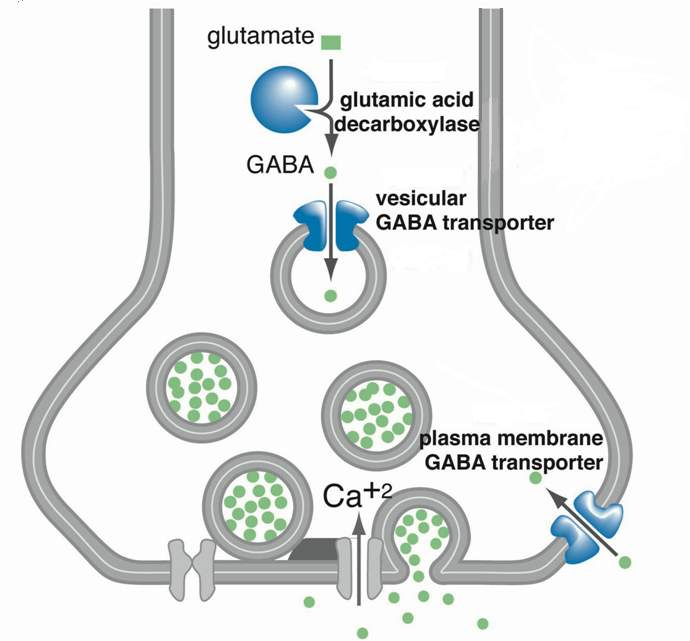 glutamate
glutamic acid
decarboxylase
GABA
vesicular
GABA transporter
plasma membrane
GABA transporter
Ca+2